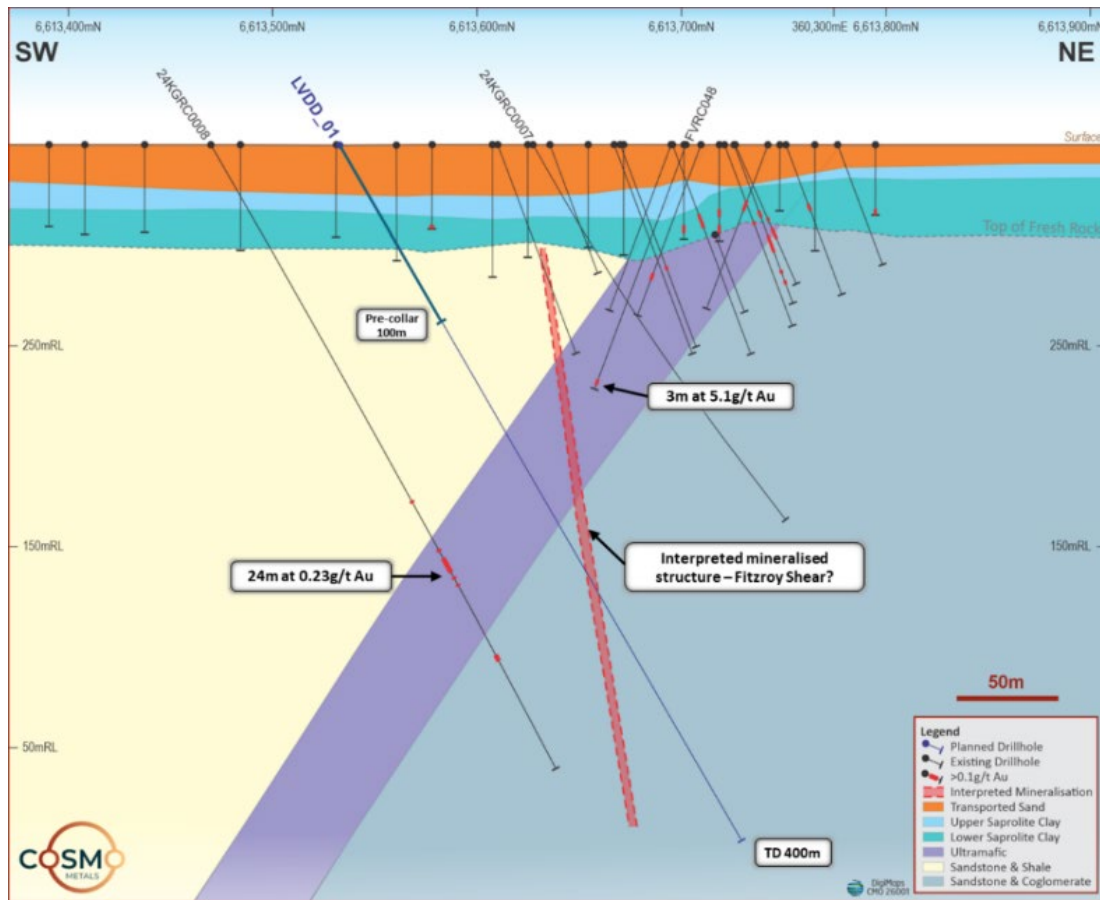 6,613,400mN 6,613,500mN 6,613,600mN 6,613,700mN 360,300mE 6,613,800mN 6,613,900mN
SW
NE
24KGRC0008
LVDD_01
24KGRC0007
FVRC048
Surface
Top of Fresh Rock
Pre-collar
100m
250mRL
250mRL
3m at 5.1g/t Au
150mRL
150mRL
24m at 0.23g/t Au
Interpreted mineralised
structure – Fitzroy Shear?
50m
50mRL
Legend
Planned Drillhole
Existing Drillhole
>0.1g/t Au
Interpreted Mineralisation
Transported Sand
Upper Saprolite Clay
Lower Saprolite Clay
Ultramafic
Sandstone & Shale
Sandstone & Coglomerate
COSMO
METALS
TD 400m
DigiMaps
CMO 26001